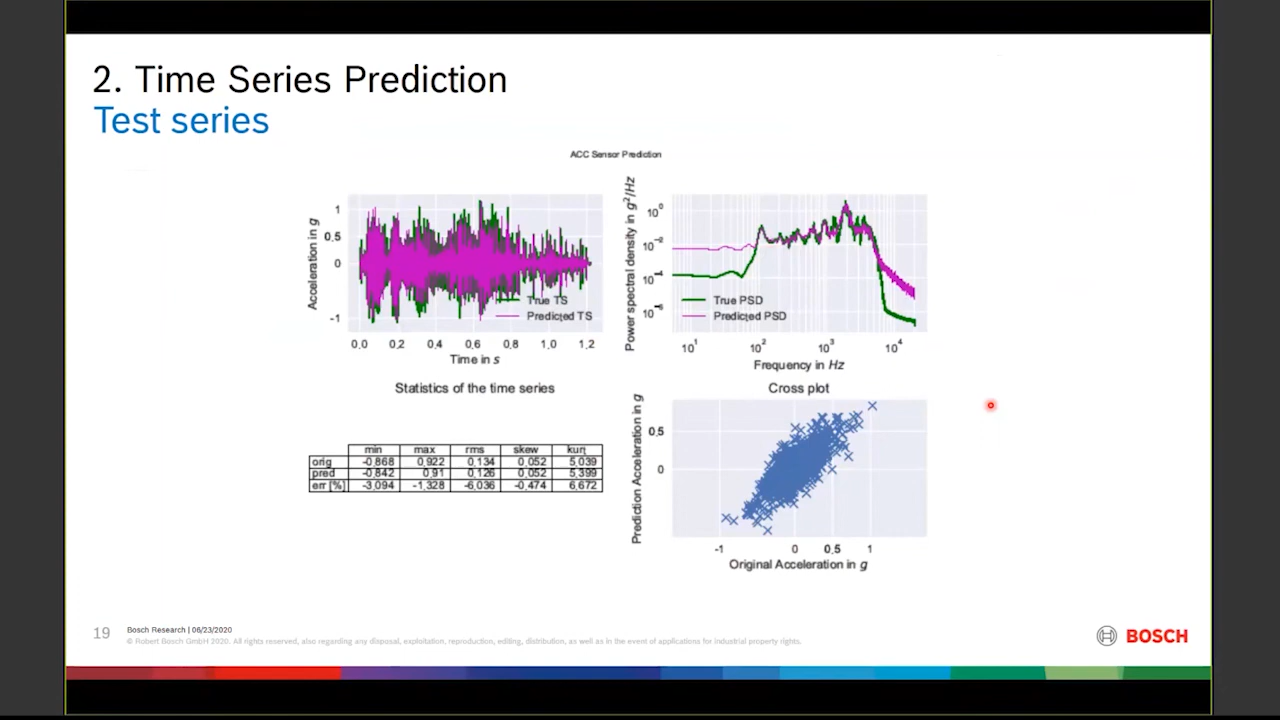 2. Time Series Prediction
Test series
ACC Sensor Prediction
Acceleration in g
1
0,5
0
-1
True TS
Predicted TS
0,0 0,2 0,4 0,6 0,8 1,0 1,2
Time in s
Power spectral density in g²/Hz
10⁰
10⁻²
10⁻⁴
10⁻⁶
True PSD
Predicted PSD
10¹ 10² 10³ 10⁴
Frequency in Hz
Statistics of the time series
min max rms skew kurt
orig -0,868 0,922 0,134 0,052 5,039
pred -0,842 0,91 0,126 0,052 5,399
err [%] -3,094 -1,328 -6,036 -0,474 6,672
Cross plot
Prediction Acceleration in g
0,5
0
-1 0 0,5 1
Original Acceleration in g
19
Bosch Research | 06/23/2020
© Robert Bosch GmbH 2020. All rights reserved, also regarding any disposal, exploitation, reproduction, editing, distribution, as well as in the event of applications for industrial property rights.
BOSCH